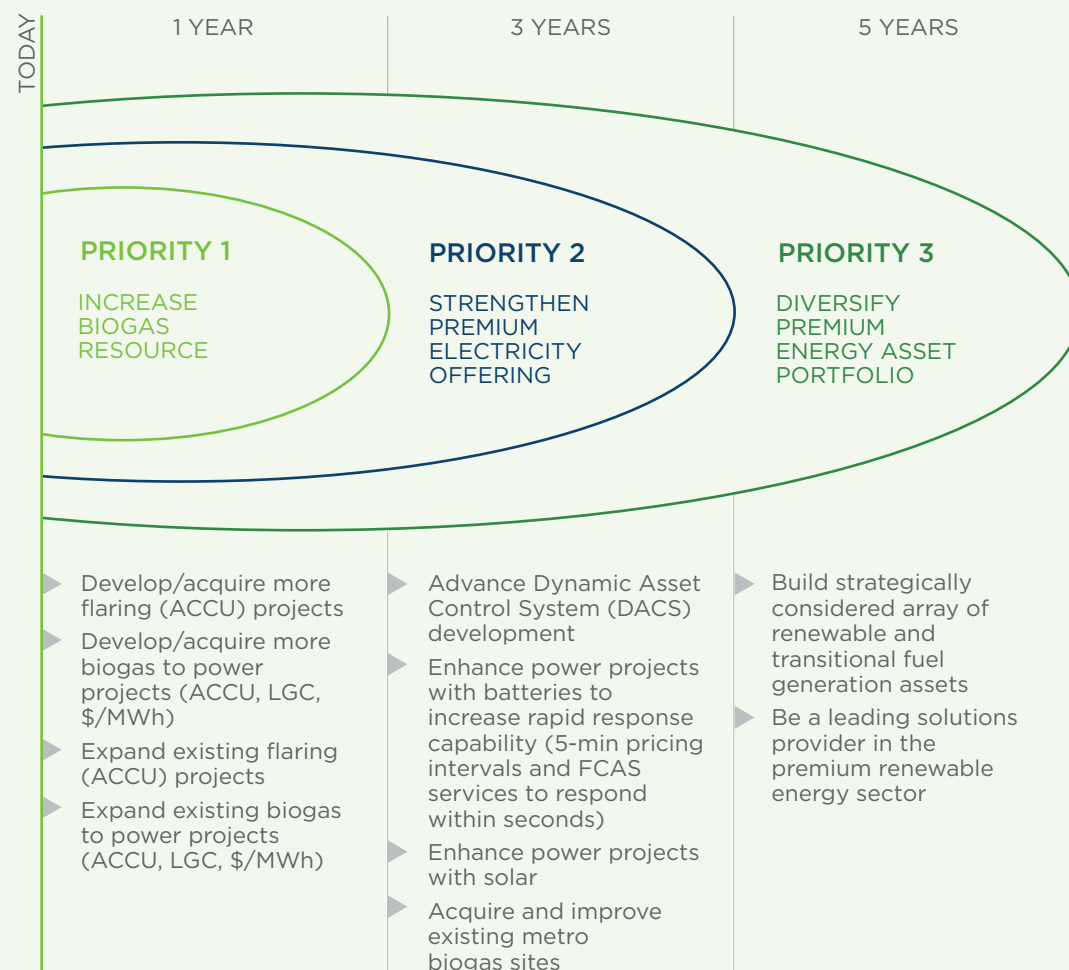 TODAY
1 YEAR
3 YEARS
5 YEARS
PRIORITY 1
INCREASE
BIOGAS
RESOURCE
PRIORITY 2
STRENGTHEN
PREMIUM
ELECTRICITY
OFFERING
PRIORITY 3
DIVERSIFY
PREMIUM
ENERGY ASSET
PORTFOLIO
Develop/acquire more
flaring (ACCU) projects
Develop/acquire more
biogas to power
projects (ACCU, LGC,
$/MWh)
Expand existing flaring
(ACCU) projects
Expand existing biogas
to power projects
(ACCU, LGC, $/MWh)
Advance Dynamic Asset
Control System (DACS)
development
Enhance power projects
with batteries to
increase rapid response
capability (5-min pricing
intervals and FCAS
services to respond
within seconds)
Enhance power projects
with solar
Acquire and improve
existing metro
biogas sites
Build strategically
considered array of
renewable and
transitional fuel
generation assets
Be a leading solutions
provider in the
premium renewable
energy sector